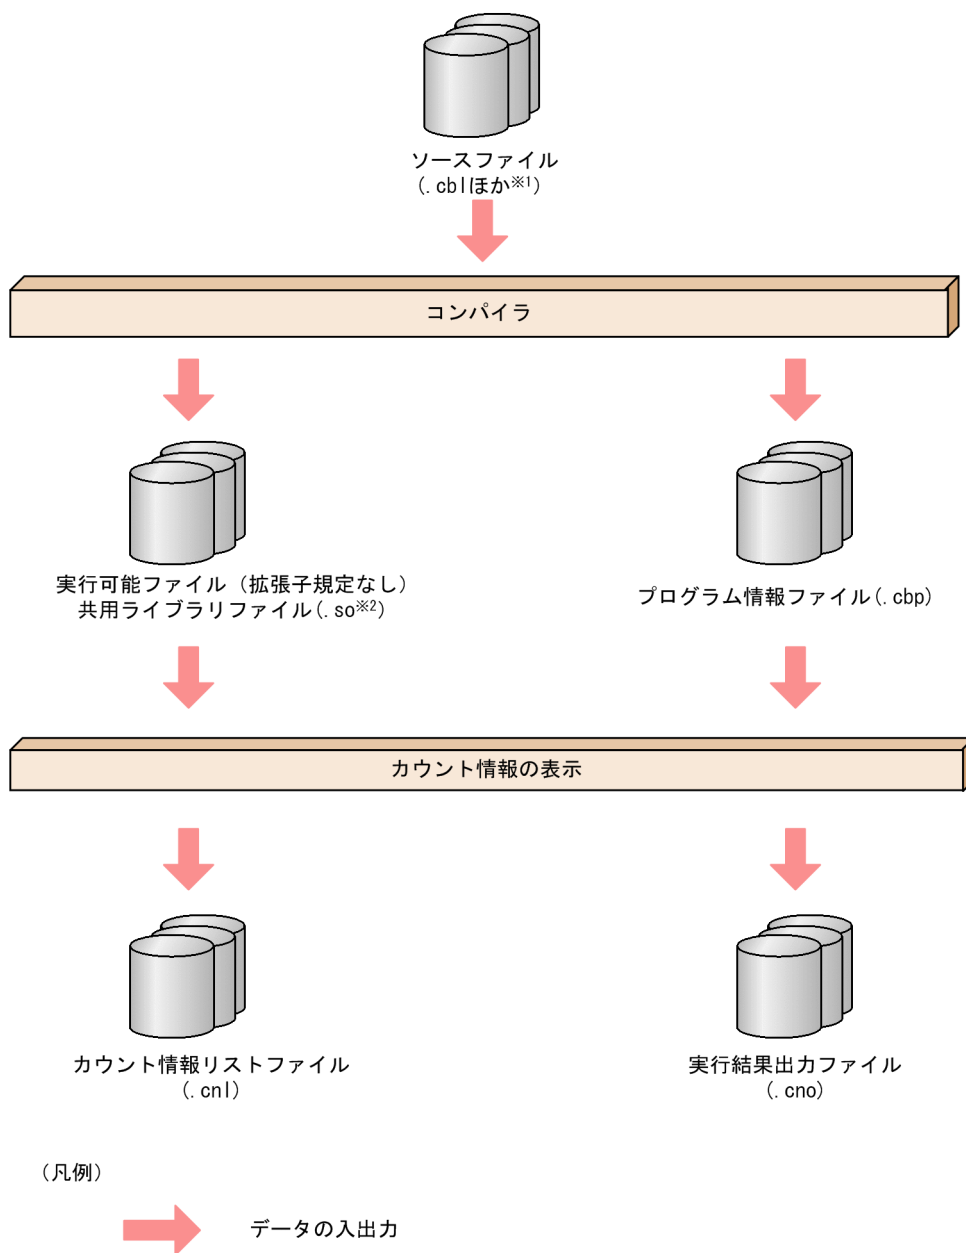 ソースファイル
(.cblほか※1)
コンパイラ
実行可能ファイル（拡張子規定なし）
共用ライブラリファイル(.so※2)
プログラム情報ファイル(.cbp)
カウント情報の表示
カウント情報リストファイル
(.cnl)
実行結果出力ファイル
(.cno)
（凡例）
データの入出力